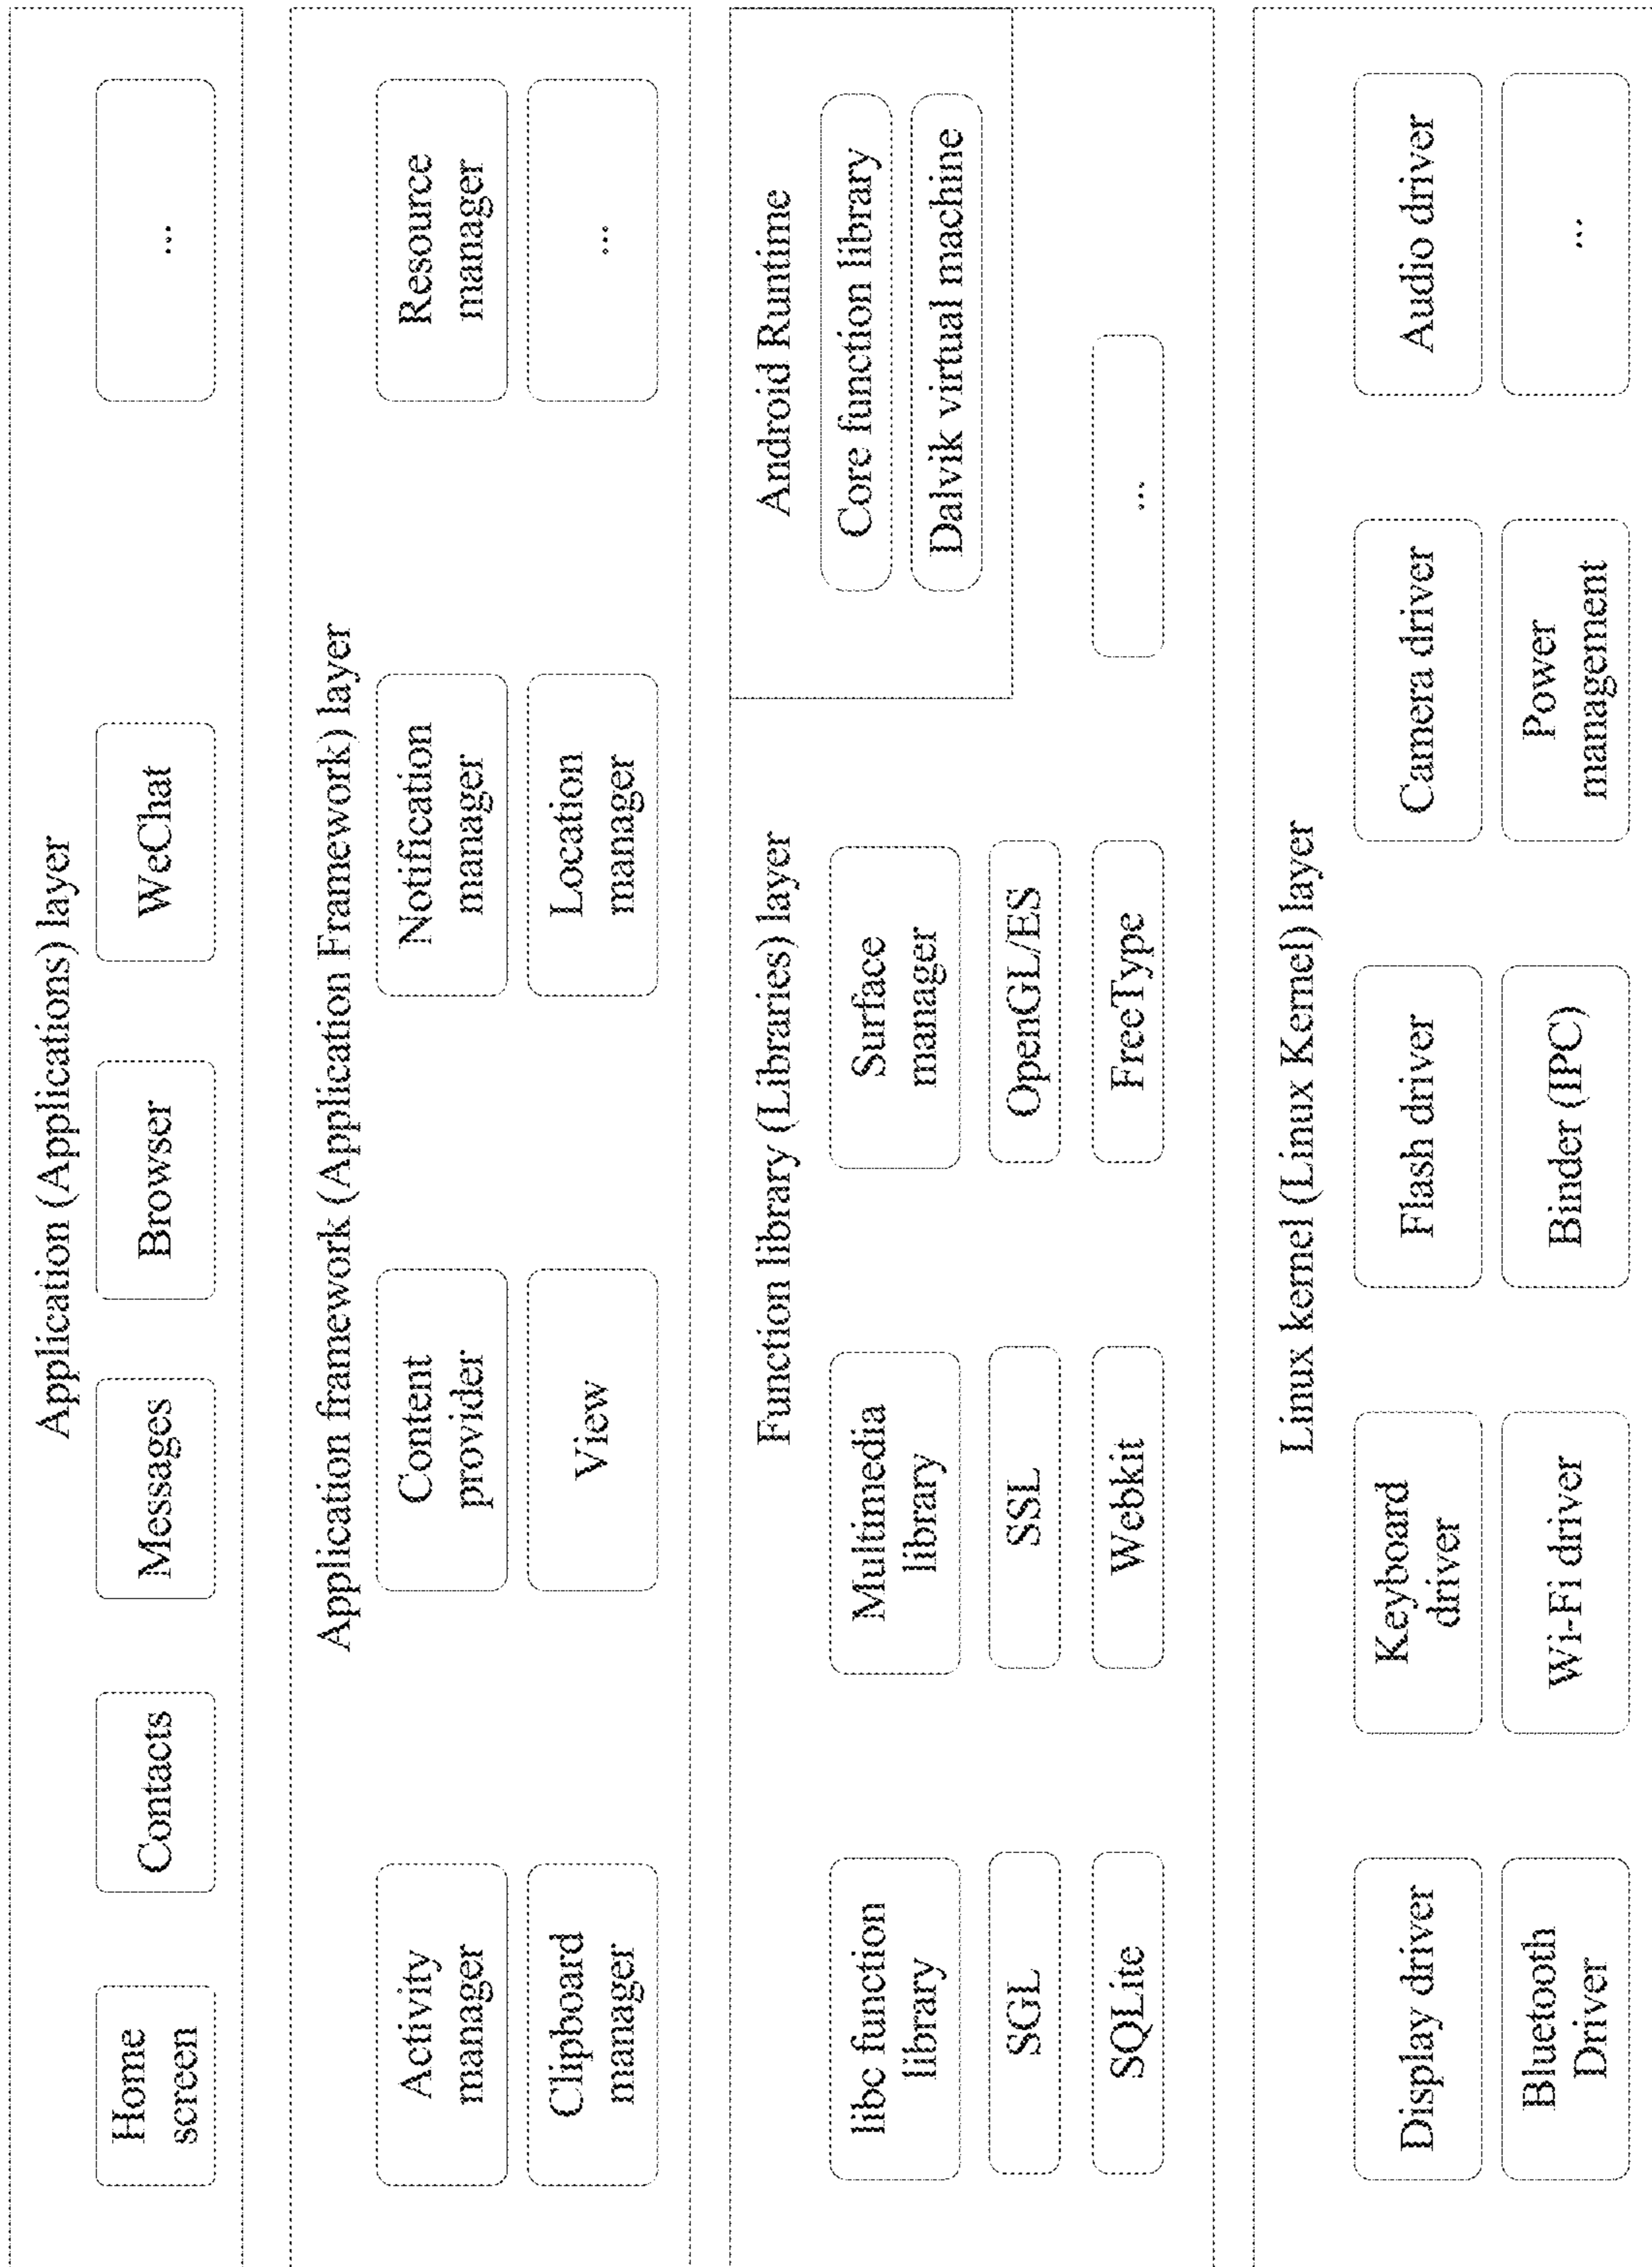 Application (Applications) layer
Home
screen
Contacts
Messages
Browser
WeChat
...
Application framework (Application Framework) layer
Activity
manager
Content
provider
Notification
manager
Resource
manager
Clipboard
manager
View
Location
manager
...
Function library (Libraries) layer
libc function
library
Multimedia
library
Surface
manager
SGL
SSL
OpenGL/ES
SQLite
Webkit
FreeType
...
Android Runtime
Core function library
Dalvik virtual machine
Linux kernel (Linux Kernel) layer
Display driver
Keyboard
driver
Flash driver
Camera driver
Audio driver
Bluetooth
Driver
Wi-Fi driver
Binder (IPC)
Power
management
...